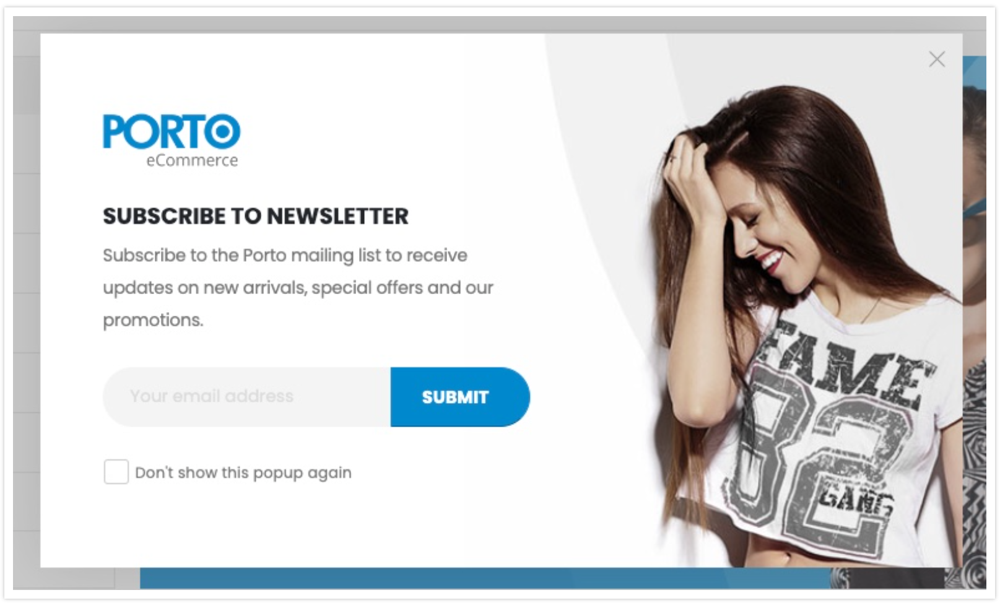 PORTO
eCommerce
SUBSCRIBE TO NEWSLETTER
Subscribe to the Porto mailing list to receive
updates on new arrivals, special offers and our
promotions.
Your email address
SUBMIT
Don't show this popup again
FAME
82
GANG